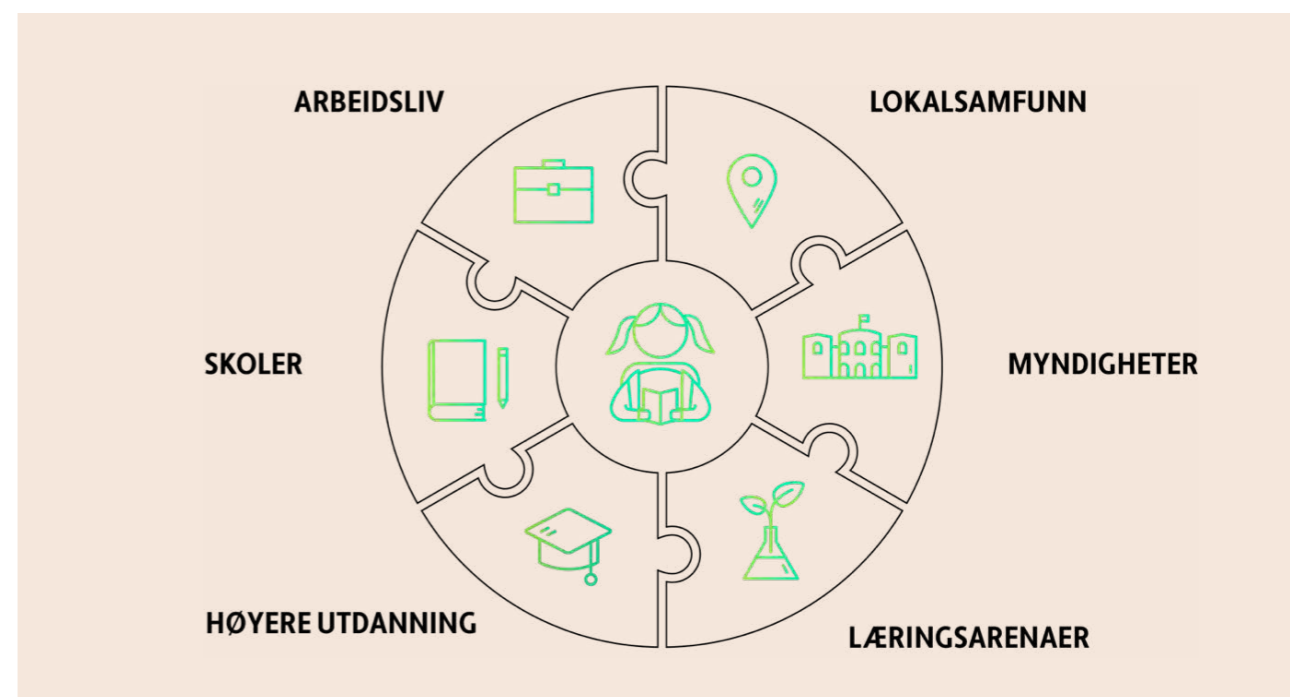 ARBEIDSLIV
LOKALSAMFUNN
SKOLER
MYNDIGHETER
HØYERE UTDANNING
LÆRINGSARENAER